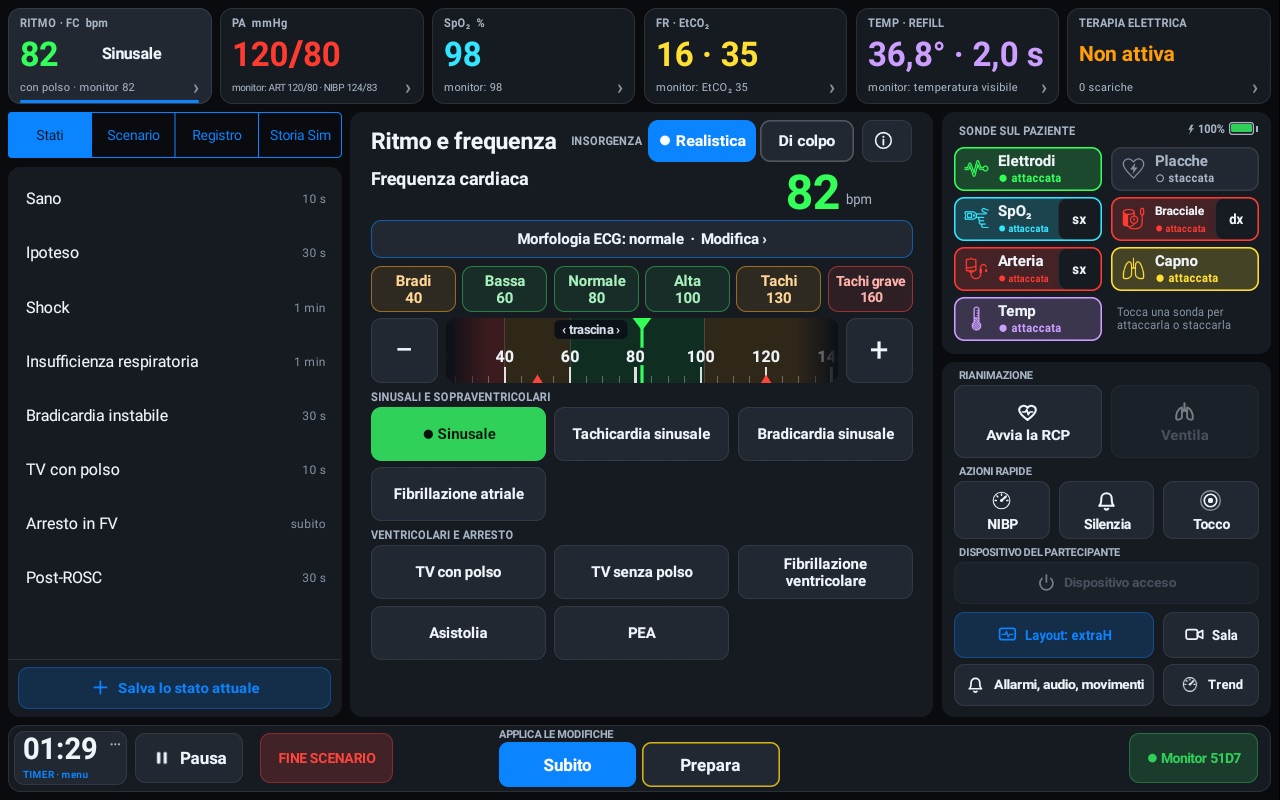 RITMO · FC bpm
82 Sinusale
con polso · monitor 82 ›
PA mmHg
120/80
monitor: ART 120/80 · NIBP 124/83 ›
SpO₂ %
98
monitor: 98 ›
FR · EtCO₂
16 · 35
monitor: EtCO₂ 35 ›
TEMP · REFILL
36,8° · 2,0 s
monitor: temperatura visibile ›
TERAPIA ELETTRICA
Non attiva
0 scariche ›
Stati Scenario Registro Storia Sim
Sano 10 s
Ipoteso 30 s
Shock 1 min
Insufficienza respiratoria 1 min
Bradicardia instabile 30 s
TV con polso 10 s
Arresto in FV subito
Post-ROSC 30 s
+ Salva lo stato attuale
Ritmo e frequenza INSORGENZA Realistica Di colpo
Frequenza cardiaca 82 bpm
Morfologia ECG: normale · Modifica ›
Bradi
40
Bassa
60
Normale
80
Alta
100
Tachi
130
Tachi grave
160
‹ trascina ›
− 40 60 80 100 120 14 +
SINUSALI E SOPRAVENTRICOLARI
● Sinusale Tachicardia sinusale Bradicardia sinusale
Fibrillazione atriale
VENTRICOLARI E ARRESTO
TV con polso TV senza polso Fibrillazione
ventricolare
Asistolia PEA
SONDE SUL PAZIENTE 100%
Elettrodi
● attaccata
Placche
○ staccata
SpO₂
● attaccata
sx
Bracciale
● attaccata
dx
Arteria
● attaccata
sx
Capno
● attaccata
Temp
● attaccata
Tocca una sonda per
attaccarla o staccarla
RIANIMAZIONE
Avvia la RCP Ventila
AZIONI RAPIDE
NIBP Silenzia Tocco
DISPOSITIVO DEL PARTECIPANTE
Dispositivo acceso
Layout: extraH Sala
Allarmi, audio, movimenti Trend
01:29 ···
TIMER · menu
Pausa
FINE SCENARIO
APPLICA LE MODIFICHE
Subito Prepara
● Monitor 51D7